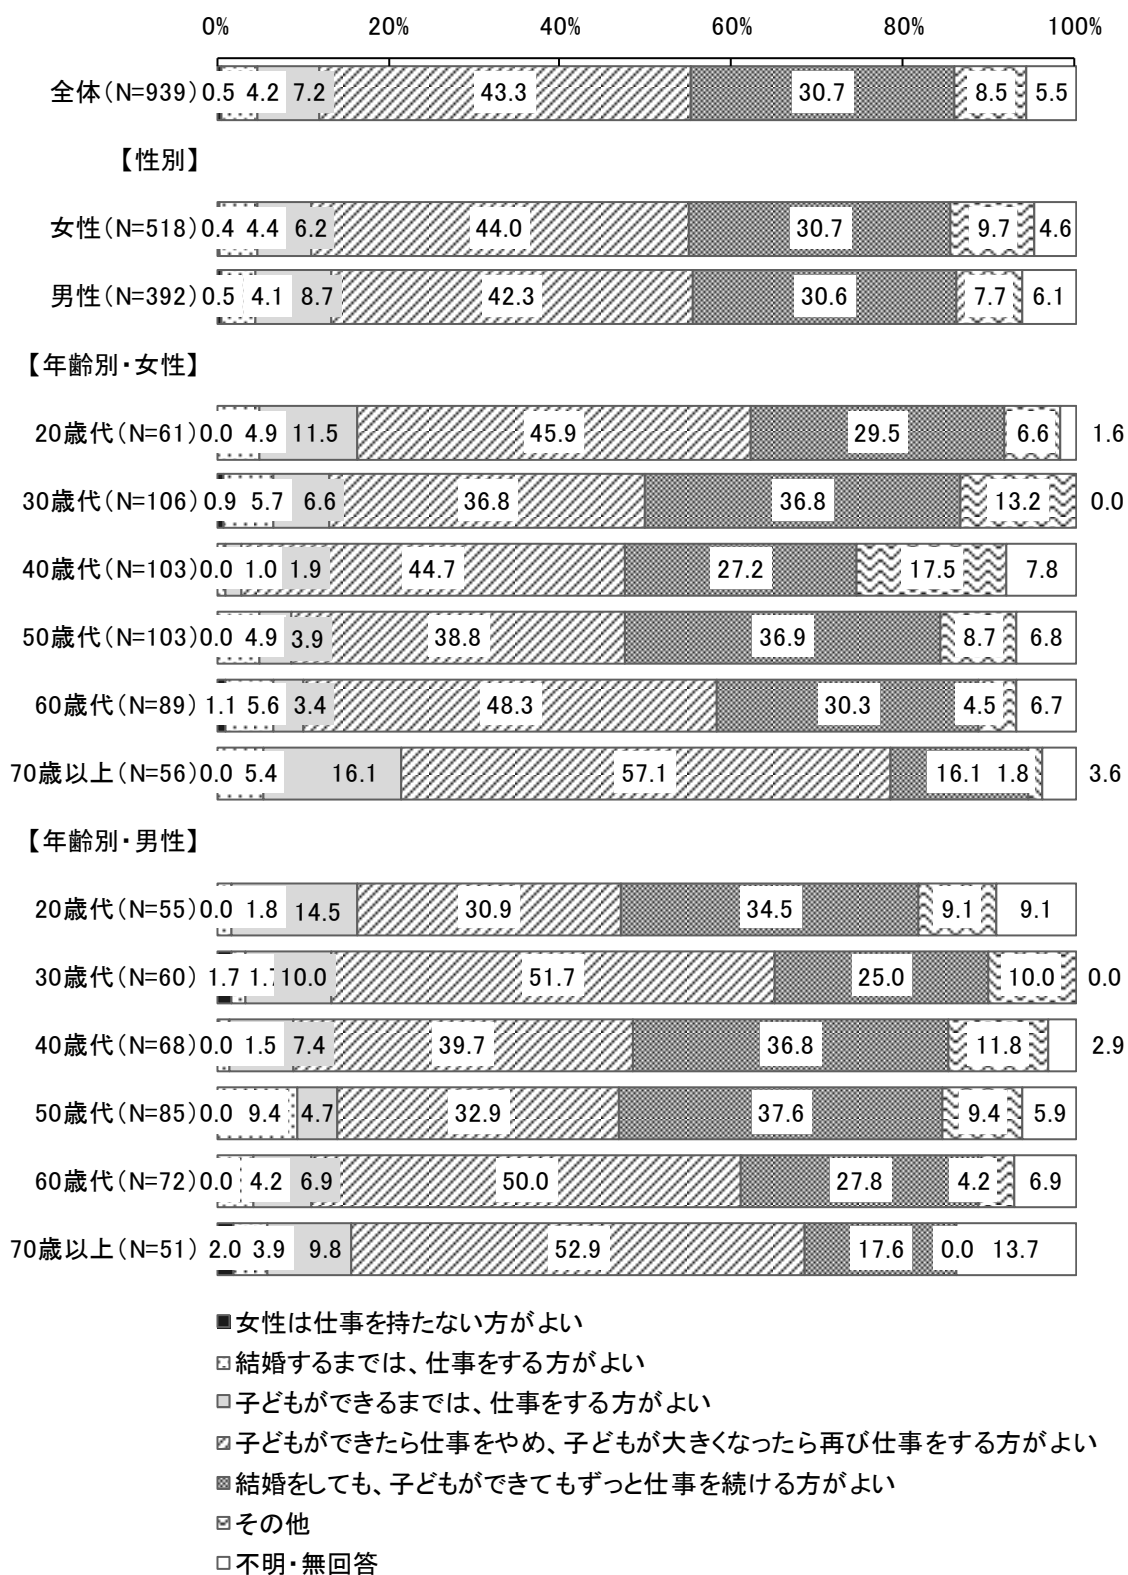 0% 20% 40% 60% 80% 100%
全体(N=939) 0.5 4.2 7.2 43.3 30.7 8.5 5.5
【性別】
女性(N=518) 0.4 4.4 6.2 44.0 30.7 9.7 4.6
男性(N=392) 0.5 4.1 8.7 42.3 30.6 7.7 6.1
【年齢別・女性】
20歳代(N=61) 0.0 4.9 11.5 45.9 29.5 6.6 1.6
30歳代(N=106) 0.9 5.7 6.6 36.8 36.8 13.2 0.0
40歳代(N=103) 0.0 1.0 1.9 44.7 27.2 17.5 7.8
50歳代(N=103) 0.0 4.9 3.9 38.8 36.9 8.7 6.8
60歳代(N=89) 1.1 5.6 3.4 48.3 30.3 4.5 6.7
70歳以上(N=56) 0.0 5.4 16.1 57.1 16.1 1.8 3.6
【年齢別・男性】
20歳代(N=55) 0.0 1.8 14.5 30.9 34.5 9.1 9.1
30歳代(N=60) 1.7 1.7 10.0 51.7 25.0 10.0 0.0
40歳代(N=68) 0.0 1.5 7.4 39.7 36.8 11.8 2.9
50歳代(N=85) 0.0 9.4 4.7 32.9 37.6 9.4 5.9
60歳代(N=72) 0.0 4.2 6.9 50.0 27.8 4.2 6.9
70歳以上(N=51) 2.0 3.9 9.8 52.9 17.6 0.0 13.7
女性は仕事を持たない方がよい
結婚するまでは、仕事をする方がよい
子どもができるまでは、仕事をする方がよい
子どもができたら仕事をやめ、子どもが大きくなったら再び仕事をする方がよい
結婚をしても、子どもができてもずっと仕事を続ける方がよい
その他
不明・無回答